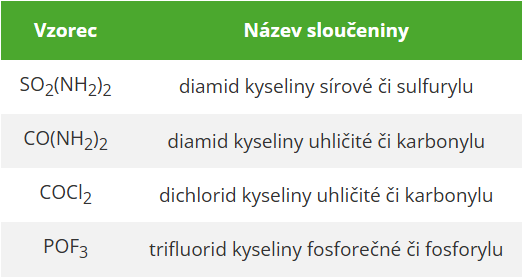 Vzorec Název sloučeniny
SO₂(NH₂)₂ diamid kyseliny sírové či sulfurylu
CO(NH₂)₂ diamid kyseliny uhličité či karbonylu
COCl₂ dichlorid kyseliny uhličité či karbonylu
POF₃ trifluorid kyseliny fosforečné či fosforylu